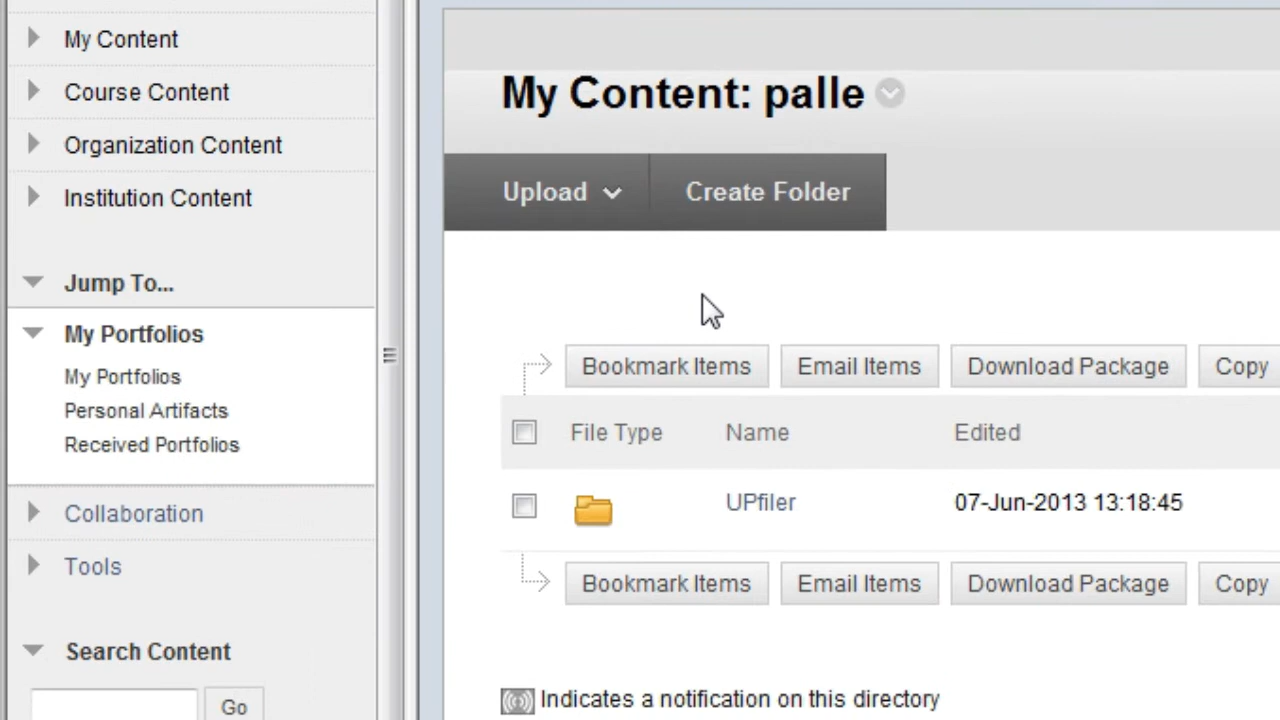 My Content
Course Content
Organization Content
Institution Content
Jump To...
My Portfolios
My Portfolios
Personal Artifacts
Received Portfolios
Collaboration
Tools
Search Content
Go
My Content: palle
Upload Create Folder
Bookmark Items Email Items Download Package Copy
File Type Name Edited
UPfiler 07-Jun-2013 13:18:45
Bookmark Items Email Items Download Package Copy
Indicates a notification on this directory